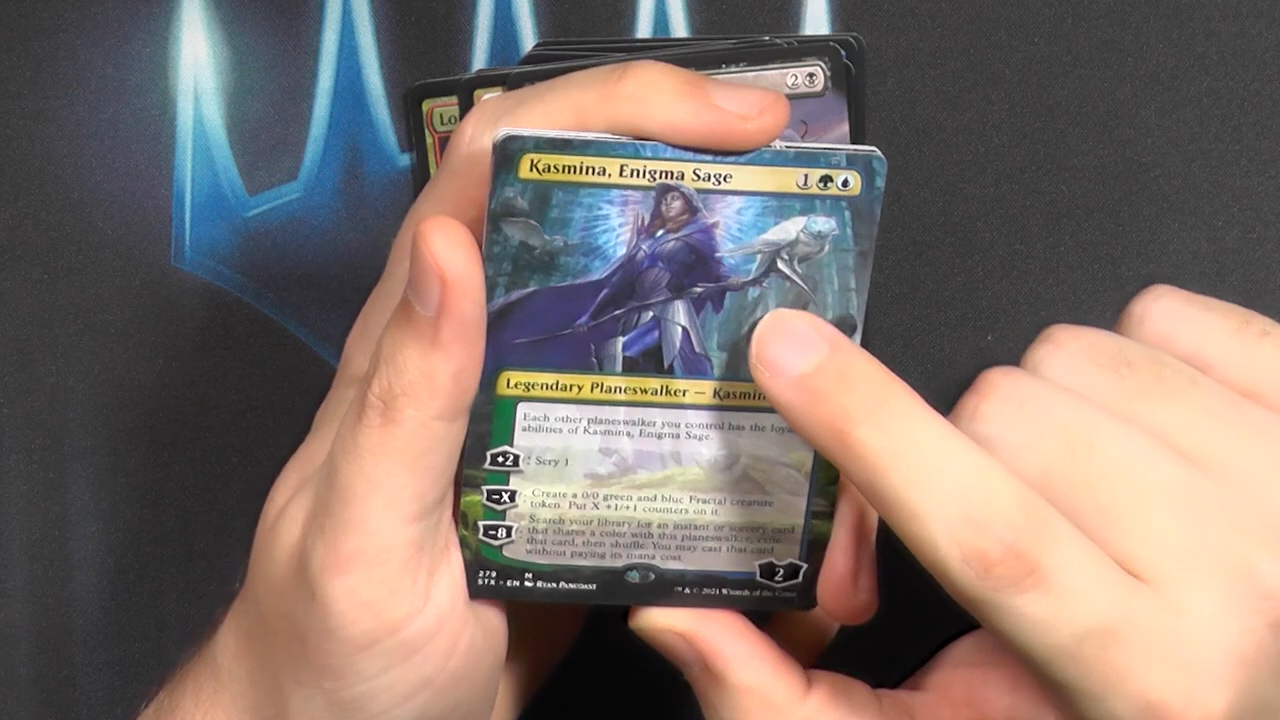 2
Lo
Kasmina, Enigma Sage 1
Legendary Planeswalker — Kasmin
Each other planeswalker you control has the loya
abilities of Kasmina, Enigma Sage.
+2: Scry 1.
−X: Create a 0/0 green and blue Fractal creature
token. Put X +1/+1 counters on it.
−8: Search your library for an instant or sorcery card
that shares a color with this planeswalker, exile
that card, then shuffle. You may cast that card
without paying its mana cost.
2
279 M
STX • EN Ryan Pancoast
™ & © 2021 Wizards of the Coast